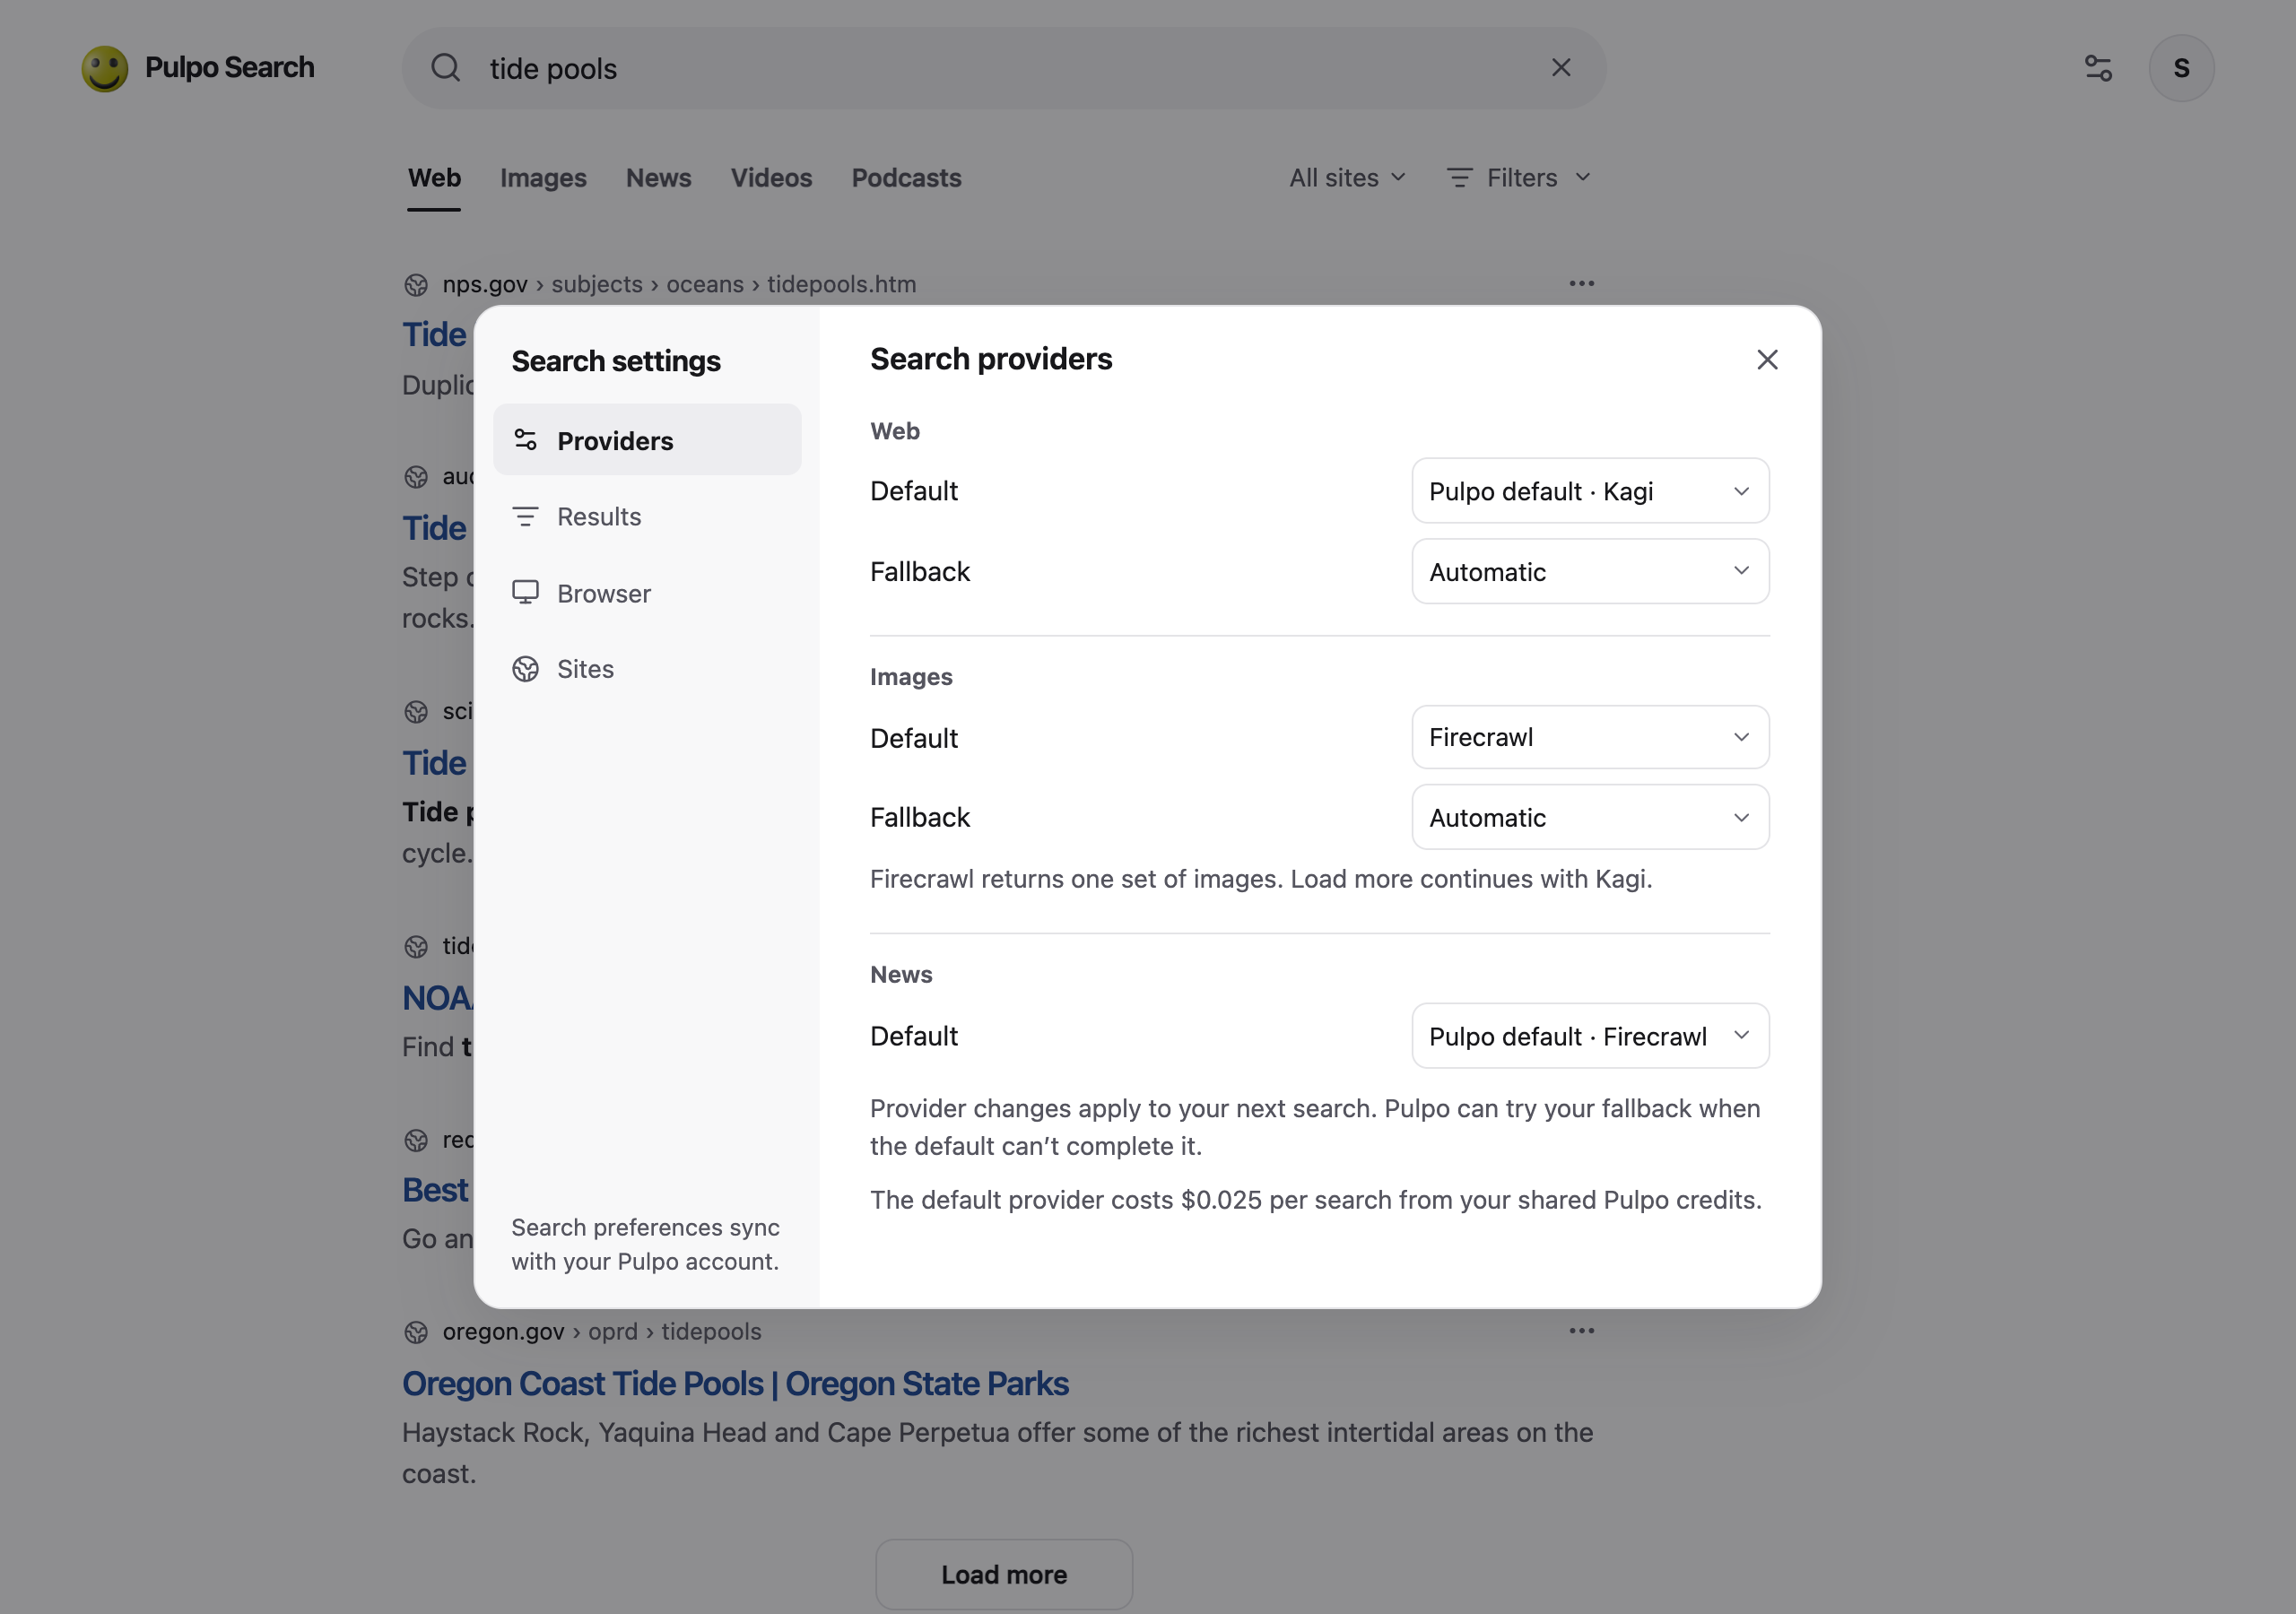 Pulpo Search
tide pools
S
Web Images News Videos Podcasts All sites Filters
nps.gov › subjects › oceans › tidepools.htm
Tide
Search settings
Providers
Results
Browser
Sites
Search preferences sync
with your Pulpo account.
Search providers
Web
Default Pulpo default · Kagi
Fallback Automatic
Images
Default Firecrawl
Fallback Automatic
Firecrawl returns one set of images. Load more continues with Kagi.
News
Default Pulpo default · Firecrawl
Provider changes apply to your next search. Pulpo can try your fallback when
the default can’t complete it.
The default provider costs $0.025 per search from your shared Pulpo credits.
Tide
Step
rocks.
Tide
Tide
cycle.
Find
Best
Go
oregon.gov › oprd › tidepools
Oregon Coast Tide Pools | Oregon State Parks
Haystack Rock, Yaquina Head and Cape Perpetua offer some of the richest intertidal areas on the
coast.
Load more